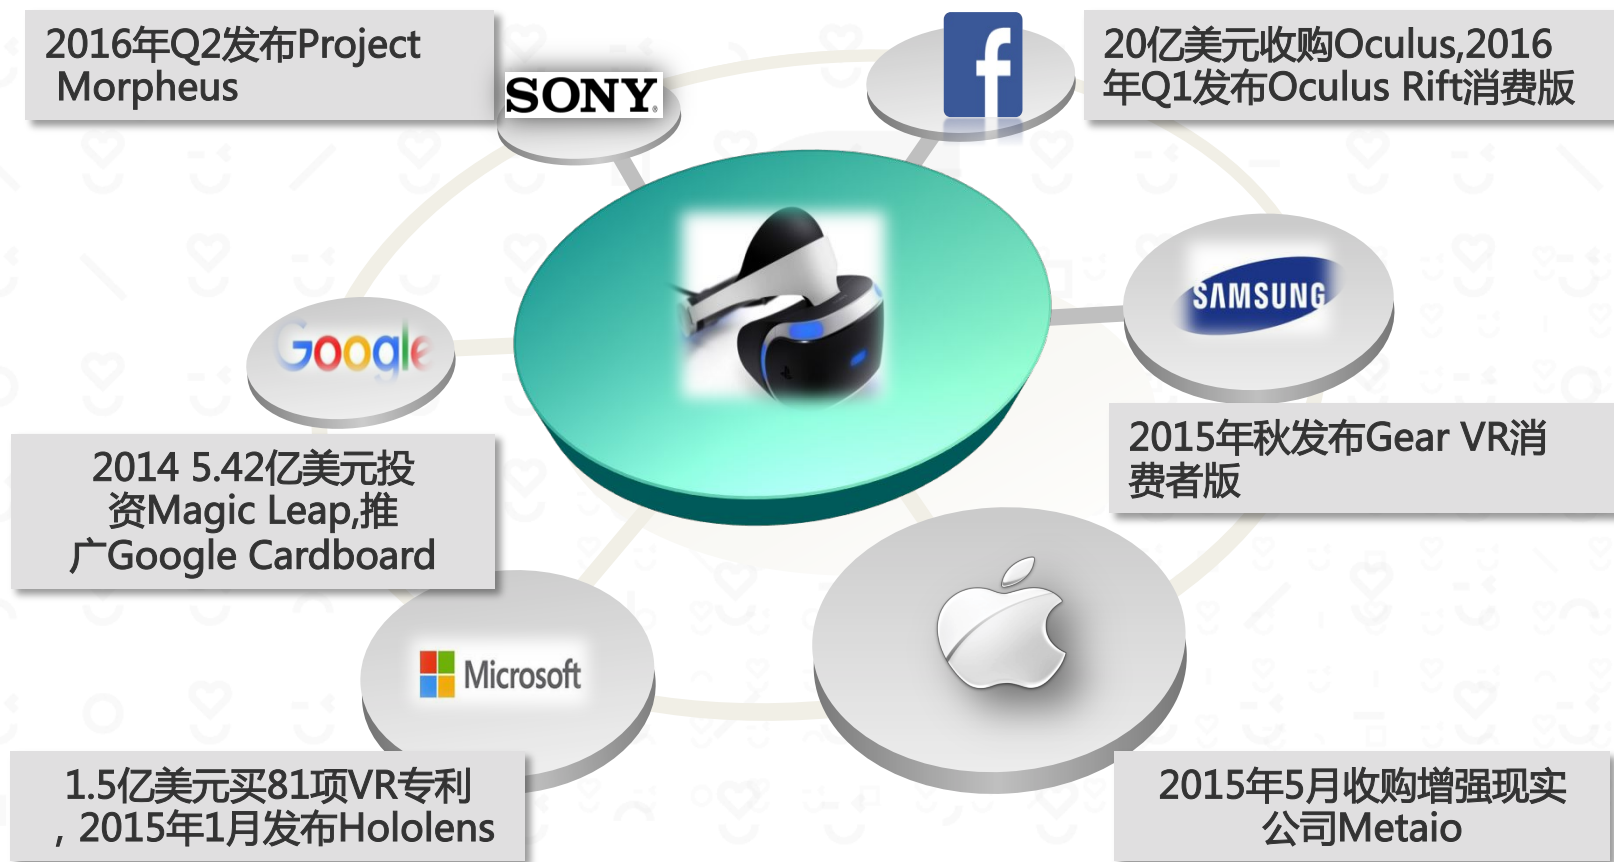 2016年Q2发布Project
Morpheus
SONY
20亿美元收购Oculus,2016
年Q1发布Oculus Rift消费版
SAMSUNG
Google
2015年秋发布Gear VR消
费者版
2014 5.42亿美元投
资Magic Leap,推
广Google Cardboard
Microsoft
1.5亿美元买81项VR专利
，2015年1月发布Hololens
2015年5月收购增强现实
公司Metaio